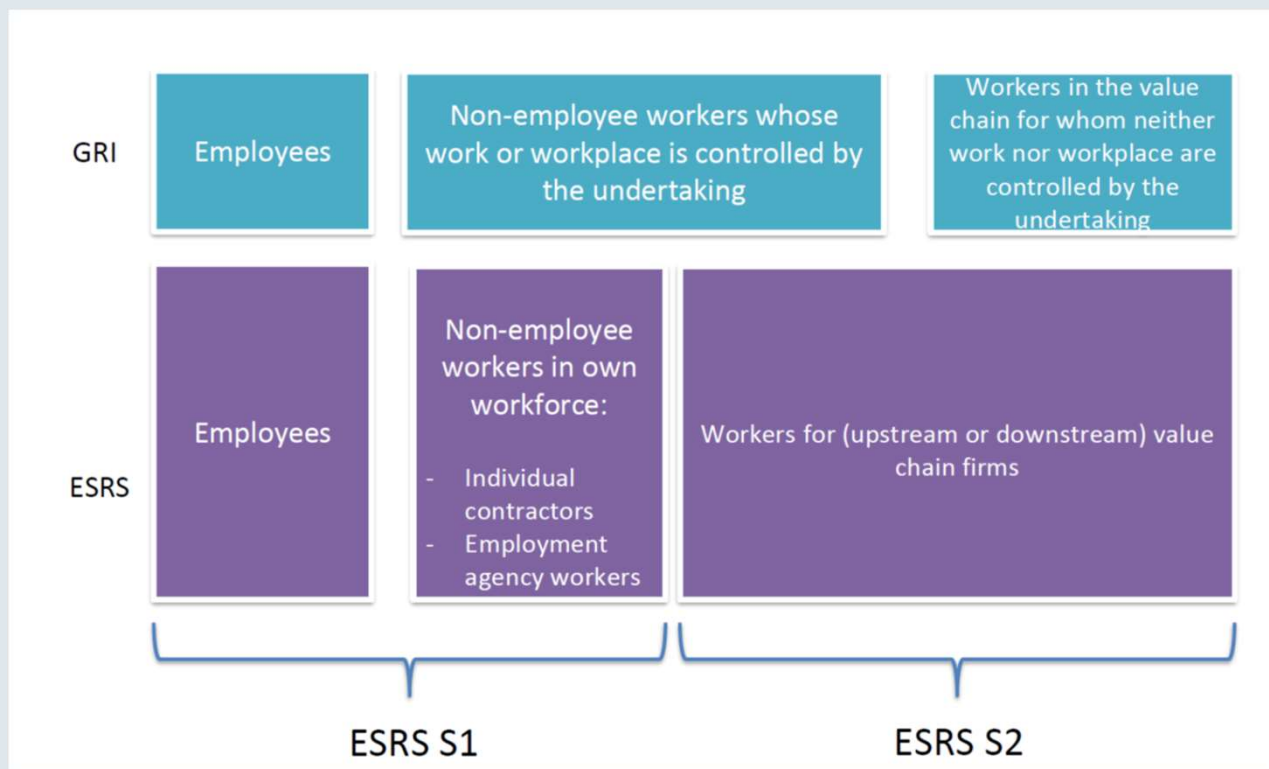 GRI
Employees
Non-employee workers whose
work or workplace is controlled by
the undertaking
Workers in the value
chain for whom neither
work nor workplace are
controlled by the
undertaking
ESRS
Employees
Non-employee
workers in own
workforce:
- Individual
contractors
- Employment
agency workers
Workers for (upstream or downstream) value
chain firms
ESRS S1
ESRS S2